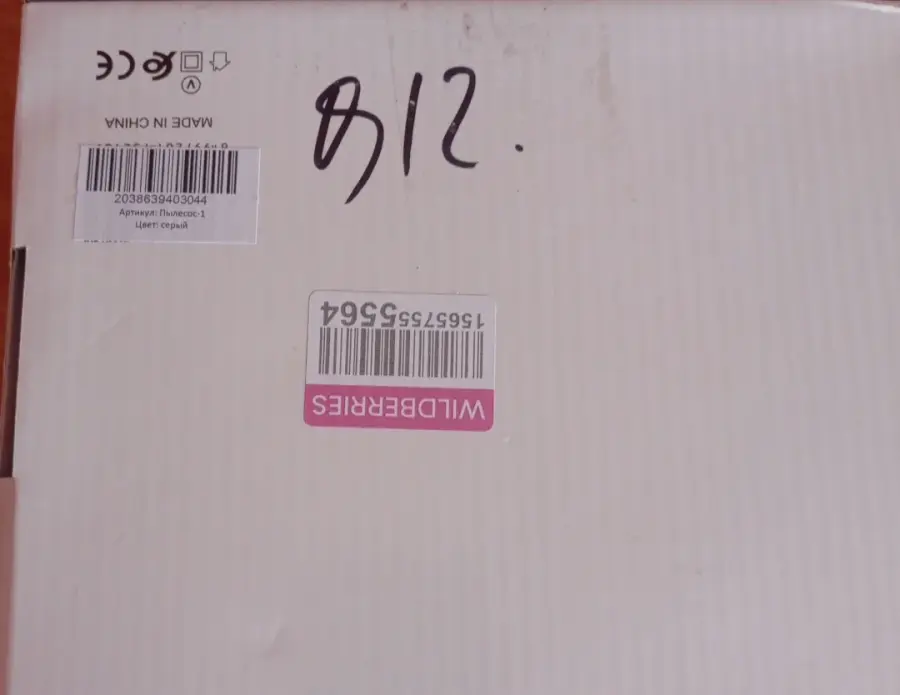 812.
MADE IN CHINA
2038639403044
Артикул: Пылесос-1
Цвет: серый
15657555564
WILDBERRIES